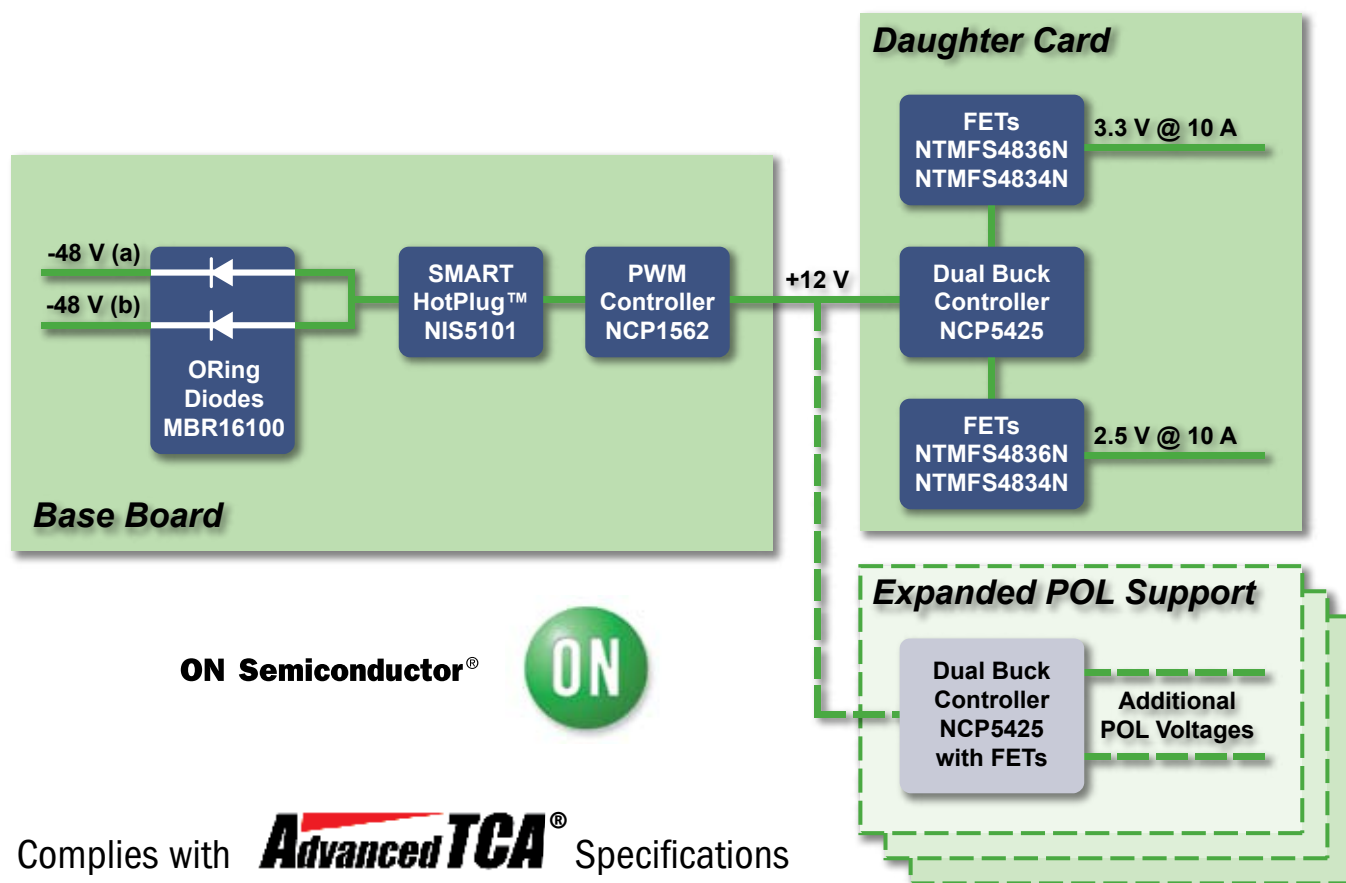 Daughter Card
FETs
NTMFS4836N
NTMFS4834N
3.3 V @ 10 A
-48 V (a)
-48 V (b)
ORing
Diodes
MBR16100
SMART
HotPlug™
NIS5101
PWM
Controller
NCP1562
+12 V
Dual Buck
Controller
NCP5425
FETs
NTMFS4836N
NTMFS4834N
2.5 V @ 10 A
Base Board
Expanded POL Support
Dual Buck
Controller
NCP5425
with FETs
Additional
POL Voltages
ON Semiconductor®
ON
Complies with AdvancedTCA® Specifications